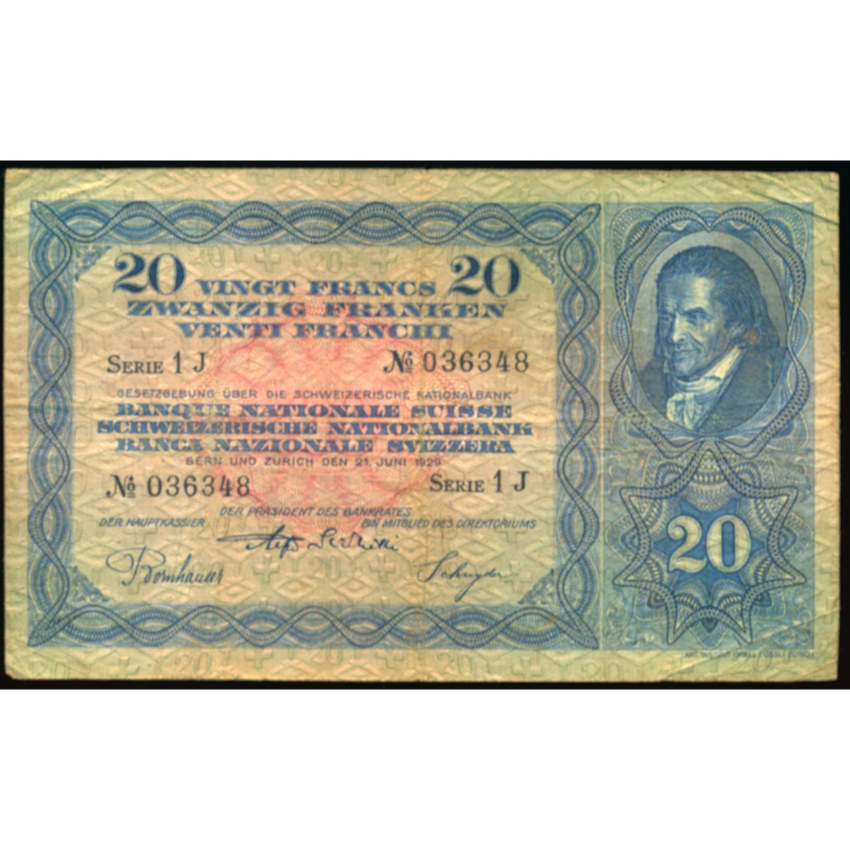 20 VINGT FRANCS 20
ZWANZIG FRANKEN
VENTI FRANCHI
SERIE 1 J № 036348
GESETZGEBUNG ÜBER DIE SCHWEIZERISCHE NATIONALBANK
BANQUE NATIONALE SUISSE
SCHWEIZERISCHE NATIONALBANK
BANCA NAZIONALE SVIZZERA
BERN UND ZÜRICH DEN 21. JUNI 1929
№ 036348 SERIE 1 J
DER PRÄSIDENT DES BANKRATES
DER HAUPTKASSIER EIN MITGLIED DES DIREKTORIUMS
Bornhauser Schnyder
20